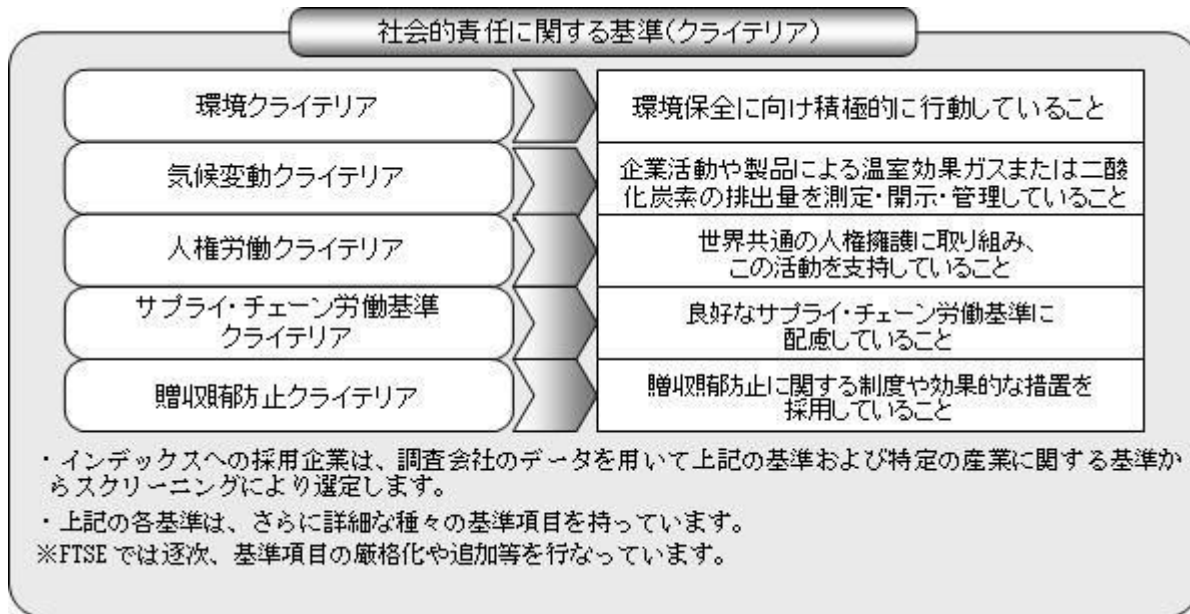 社会的責任に関する基準(クライテリア)
環境クライテリア
環境保全に向け積極的に行動していること
気候変動クライテリア
企業活動や製品による温室効果ガスまたは二酸
化炭素の排出量を測定・開示・管理していること
人権労働クライテリア
世界共通の人権擁護に取り組み、
この活動を支持していること
サプライ・チェーン労働基準
クライテリア
良好なサプライ・チェーン労働基準に
配慮していること
贈収賄防止クライテリア
贈収賄防止に関する制度や効果的な措置を
採用していること
・インデックスへの採用企業は、調査会社のデータを用いて上記の基準および特定の産業に関する基準か
らスクリーニングにより選定します。
・上記の各基準は、さらに詳細な種々の基準項目を持っています。
※FTSEでは逐次、基準項目の厳格化や追加等を行なっています。